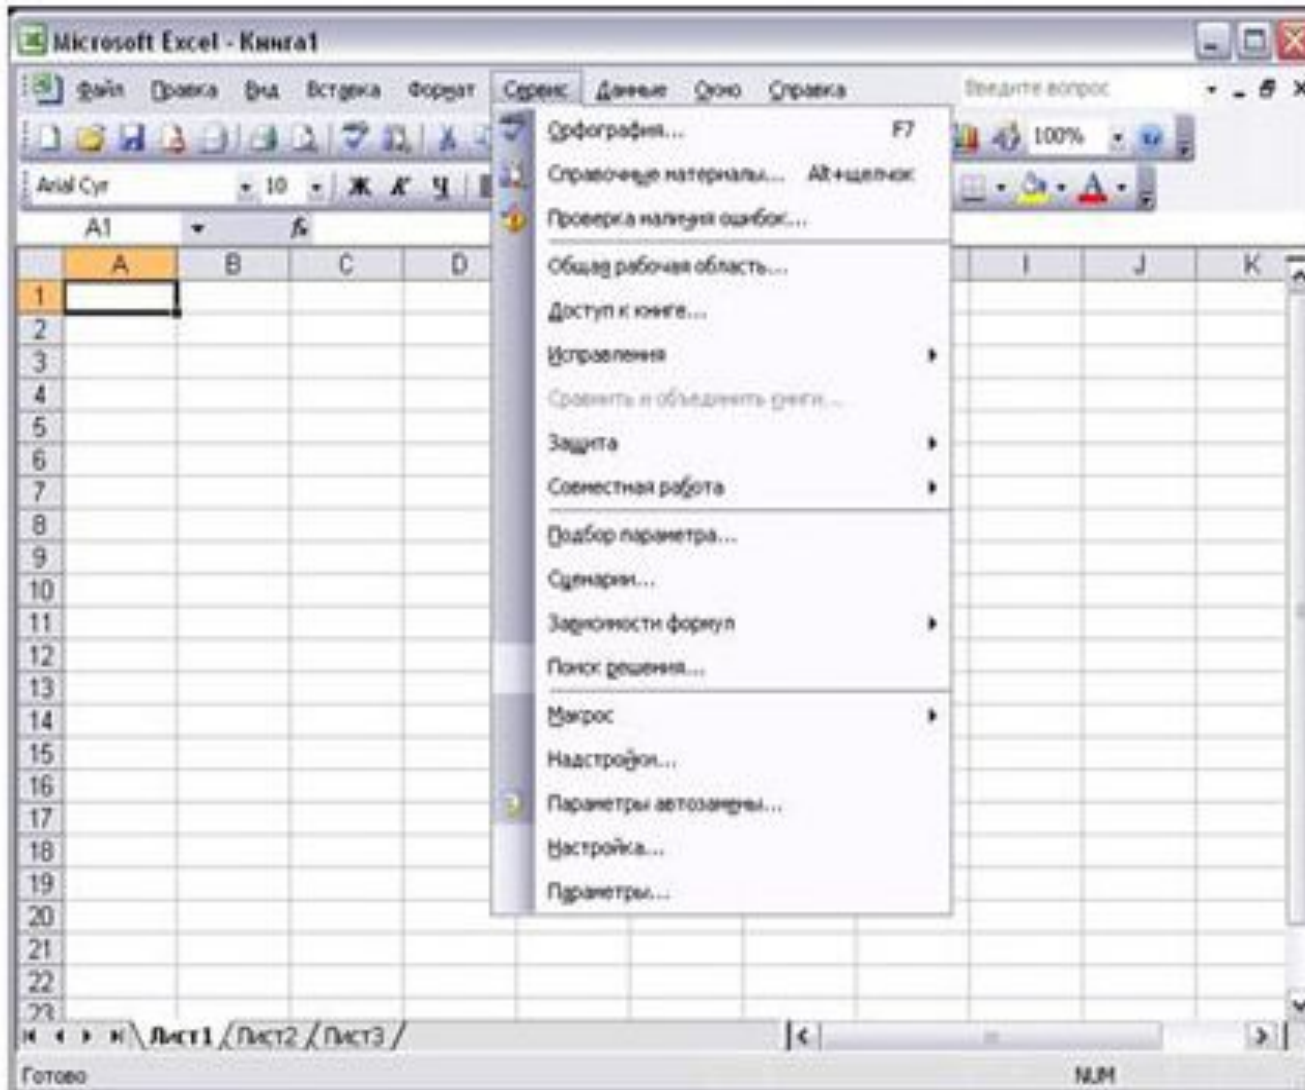 Microsoft Excel - Книга1
Файл Правка Вид Вставка Формат Сервис Данные Окно Справка Введите вопрос
100%
Arial Cyr 10 Ж К Ч
A1 fx
A B C D I J K
1
2
3
4
5
6
7
8
9
10
11
12
13
14
15
16
17
18
19
20
21
22
23
Орфография... F7
Справочные материалы... Alt+щелчок
Проверка наличия ошибок...
Общая рабочая область...
Доступ к книге...
Исправления
Сравнить и объединить книги...
Защита
Совместная работа
Подбор параметра...
Сценарии...
Зависимости формул
Поиск решения...
Макрос
Надстройки...
Параметры автозамены...
Настройка...
Параметры...
Лист1 Лист2 Лист3
Готово NUM